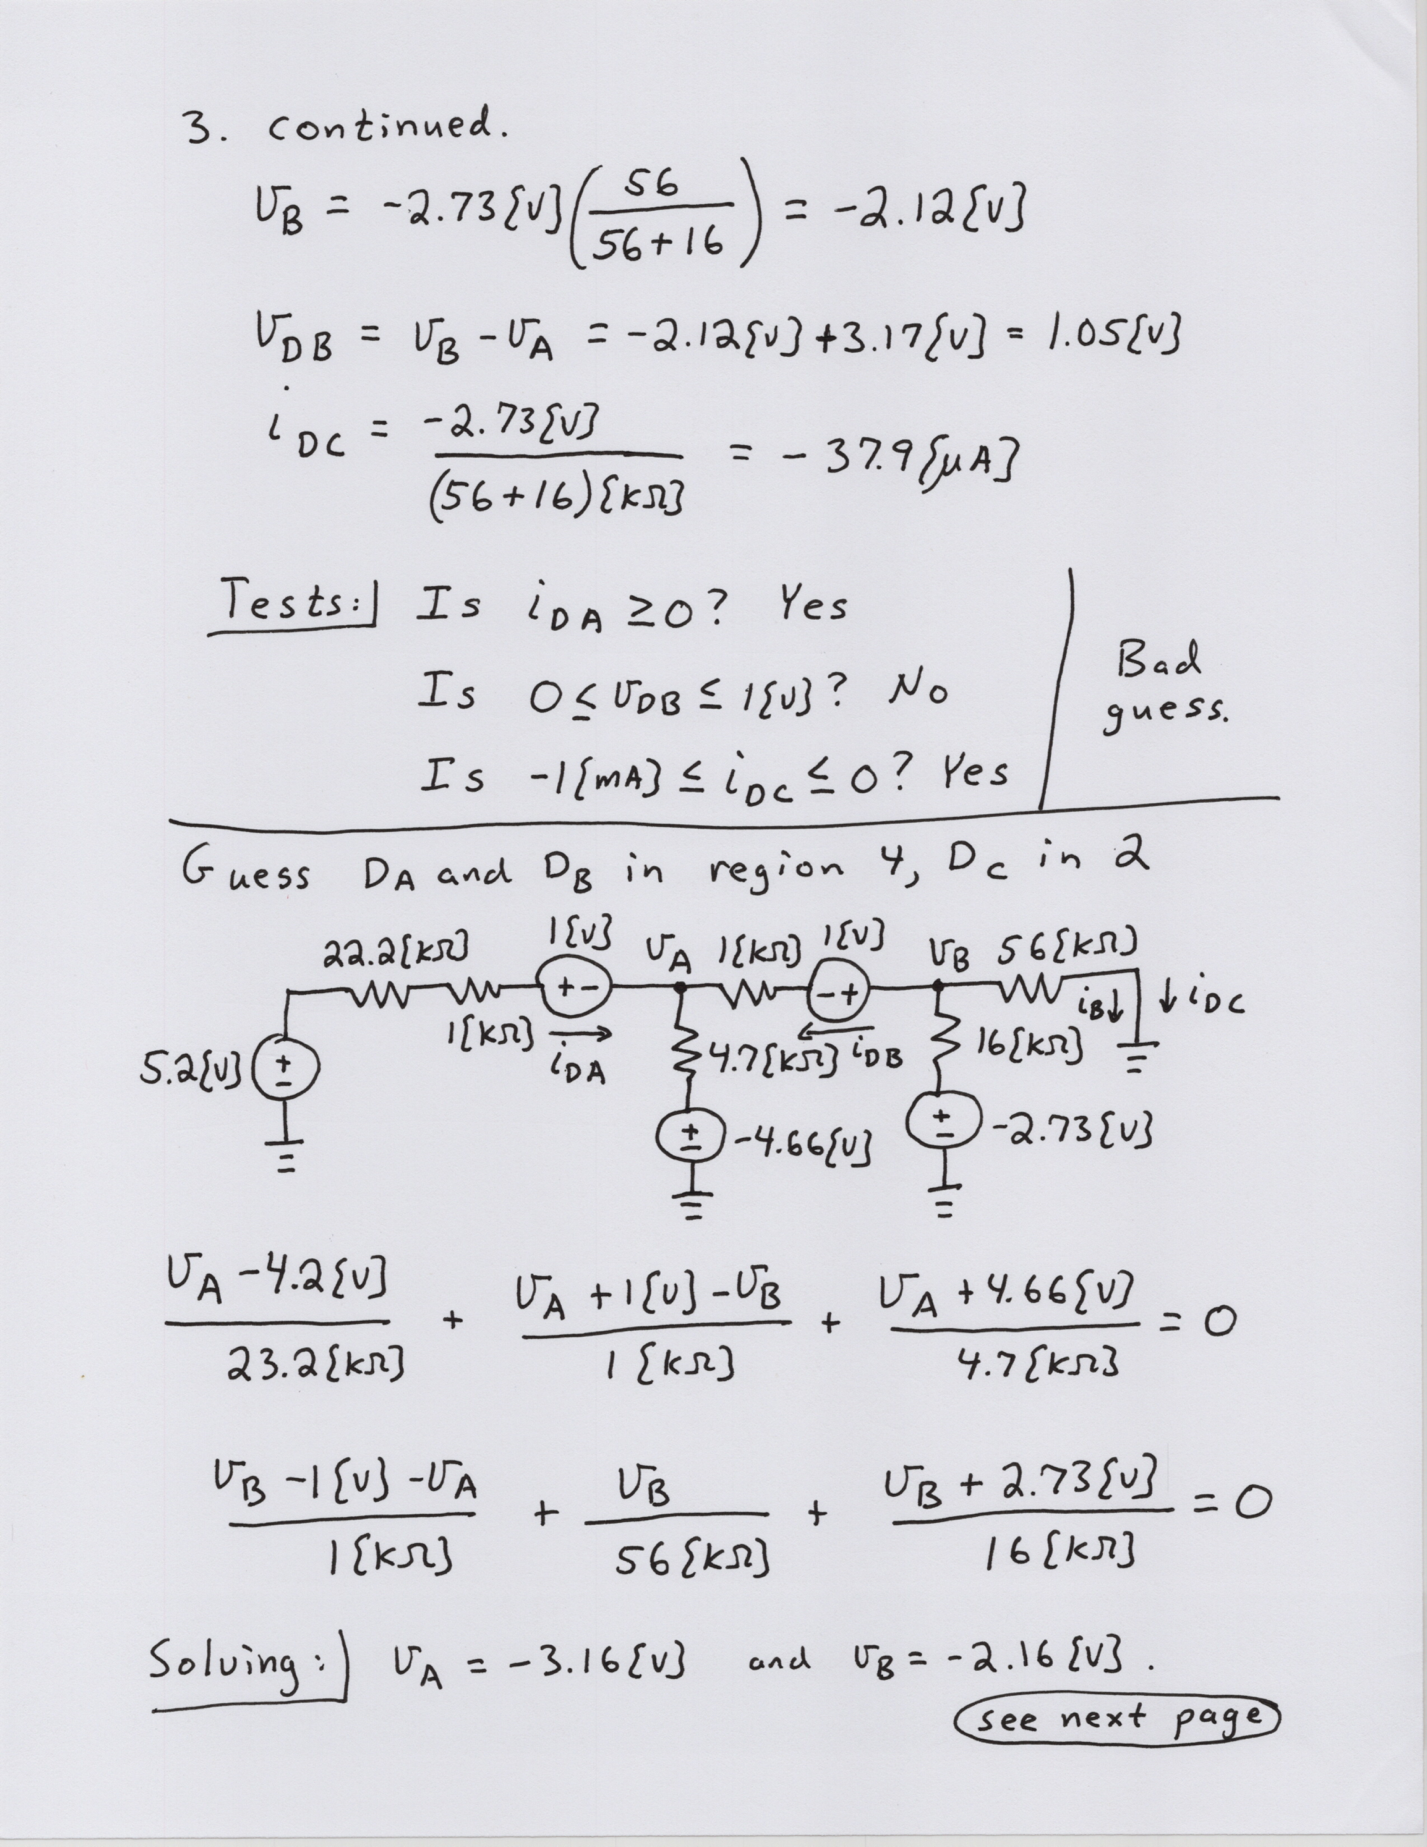 3. continued.
v_B = -2.73{V}(56/(56+16)) = -2.12{V}
v_DB = v_B - v_A = -2.12{V} + 3.17{V} = 1.05{V}
i_DC = -2.73{V}/((56+16){kΩ}) = -37.9{μA}
Tests: Is i_DA ≥ 0? Yes
Is 0 ≤ v_DB ≤ 1{V}? No
Bad guess.
Is -1{mA} ≤ i_DC ≤ 0? Yes
Guess D_A and D_B in region 4, D_C in 2
22.2{kΩ} 1{V} v_A 1{kΩ} 1{V} v_B 56{kΩ}
+ - - + i_B↓ ↓i_DC
1{kΩ} → i_DA 4.7{kΩ} ← i_DB 16{kΩ}
5.2{V} + -
+ - -4.66{V} + - -2.73{V}
(v_A - 4.2{V})/(23.2{kΩ}) + (v_A + 1{V} - v_B)/(1{kΩ}) + (v_A + 4.66{V})/(4.7{kΩ}) = 0
(v_B - 1{V} - v_A)/(1{kΩ}) + v_B/(56{kΩ}) + (v_B + 2.73{V})/(16{kΩ}) = 0
Solving: v_A = -3.16{V} and v_B = -2.16{V}.
see next page